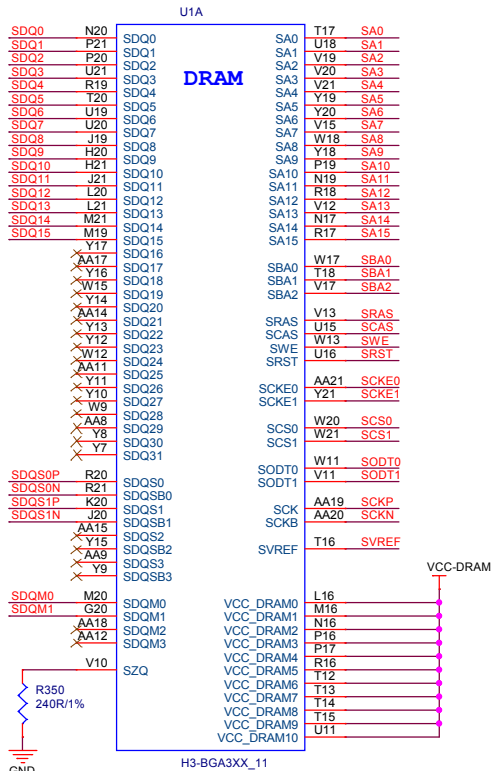 U1A
DRAM
SDQ0 N20 SDQ0 SA0 T17 SA0
SDQ1 P21 SDQ1 SA1 U18 SA1
SDQ2 P20 SDQ2 SA2 V19 SA2
SDQ3 U21 SDQ3 SA3 V20 SA3
SDQ4 R19 SDQ4 SA4 V21 SA4
SDQ5 T20 SDQ5 SA5 Y19 SA5
SDQ6 U19 SDQ6 SA6 Y20 SA6
SDQ7 U20 SDQ7 SA7 V15 SA7
SDQ8 J19 SDQ8 SA8 W18 SA8
SDQ9 H20 SDQ9 SA9 Y18 SA9
SDQ10 H21 SDQ10 SA10 P19 SA10
SDQ11 J21 SDQ11 SA11 N19 SA11
SDQ12 L20 SDQ12 SA12 R18 SA12
SDQ13 L21 SDQ13 SA13 V12 SA13
SDQ14 M21 SDQ14 SA14 N17 SA14
SDQ15 M19 SDQ15 SA15 R17 SA15
Y17 SDQ16
AA17 SDQ17 SBA0 W17 SBA0
Y16 SDQ18 SBA1 T18 SBA1
W15 SDQ19 SBA2 V17 SBA2
Y14 SDQ20
AA14 SDQ21 SRAS V13 SRAS
Y13 SDQ22 SCAS U15 SCAS
Y12 SDQ23 SWE W13 SWE
W12 SDQ24 SRST U16 SRST
AA11 SDQ25
Y11 SDQ26 SCKE0 AA21 SCKE0
Y10 SDQ27 SCKE1 Y21 SCKE1
W9 SDQ28
AA8 SDQ29 SCS0 W20 SCS0
Y8 SDQ30 SCS1 W21 SCS1
Y7 SDQ31
SODT0 W11 SODT0
SDQS0P R20 SDQS0 SODT1 V11 SODT1
SDQS0N R21 SDQSB0
SDQS1P K20 SDQS1 SCK AA19 SCKP
SDQS1N J20 SDQSB1 SCKB AA20 SCKN
AA15 SDQS2
Y15 SDQSB2 SVREF T16 SVREF
AA9 SDQS3
Y9 SDQSB3
VCC-DRAM
SDQM0 M20 SDQM0 VCC_DRAM0 L16
SDQM1 G20 SDQM1 VCC_DRAM1 M16
AA18 SDQM2 VCC_DRAM2 N16
AA12 SDQM3 VCC_DRAM3 P16
VCC_DRAM4 P17
V10 SZQ VCC_DRAM5 R16
VCC_DRAM6 T12
R350 VCC_DRAM7 T13
240R/1% VCC_DRAM8 T14
VCC_DRAM9 T15
VCC_DRAM10 U11
GND
H3-BGA3XX_11